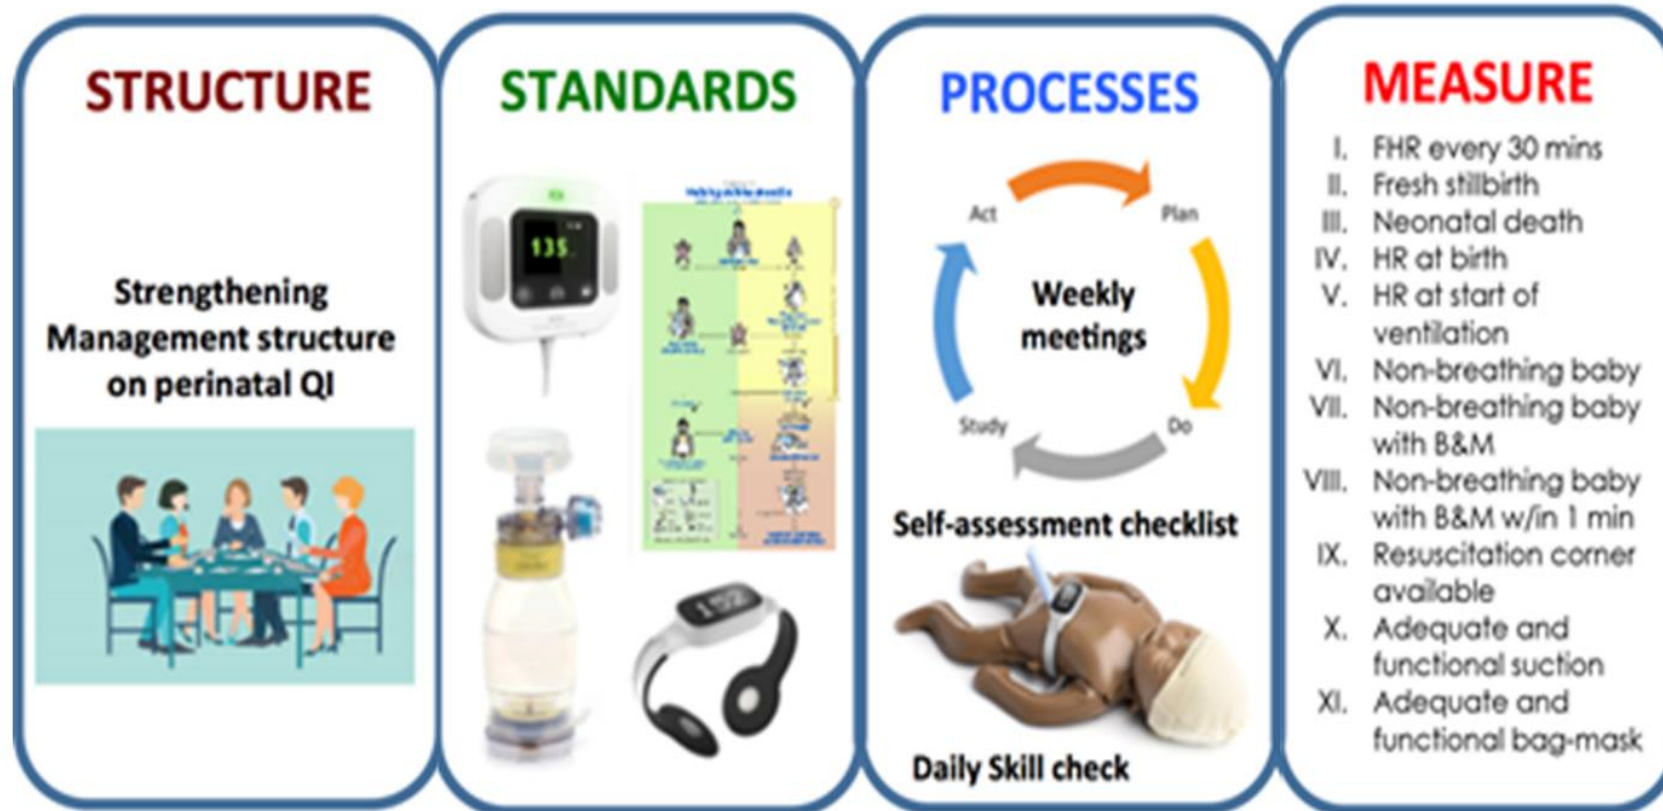 STRUCTURE
Strengthening
Management structure
on perinatal QI
STANDARDS
135
PROCESSES
Act
Plan
Weekly
meetings
Study
Do
Self-assessment checklist
Daily Skill check
MEASURE
I. FHR every 30 mins
II. Fresh stillbirth
III. Neonatal death
IV. HR at birth
V. HR at start of
ventilation
VI. Non-breathing baby
VII. Non-breathing baby
with B&M
VIII. Non-breathing baby
with B&M w/in 1 min
IX. Resuscitation corner
available
X. Adequate and
functional suction
XI. Adequate and
functional bag-mask